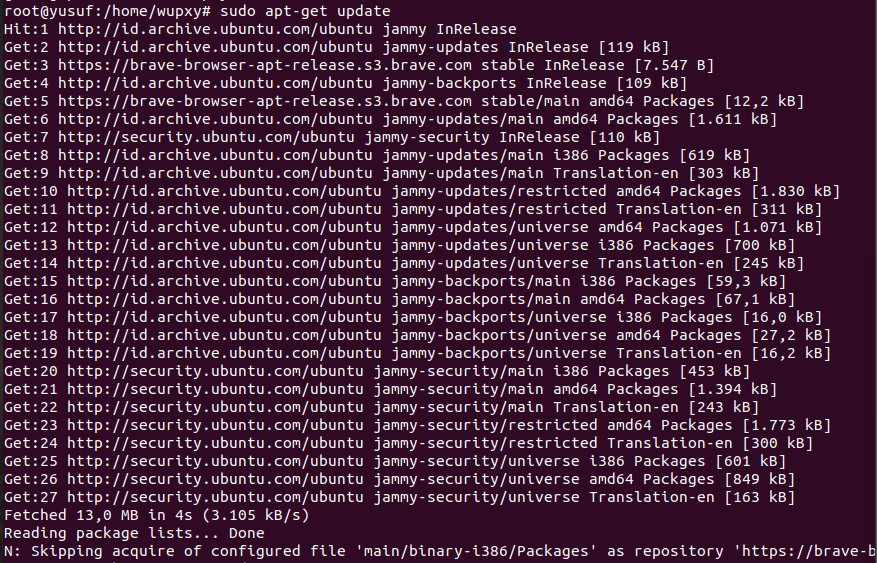 root@yusuf:/home/wupxy# sudo apt-get update
Hit:1 http://id.archive.ubuntu.com/ubuntu jammy InRelease
Get:2 http://id.archive.ubuntu.com/ubuntu jammy-updates InRelease [119 kB]
Get:3 https://brave-browser-apt-release.s3.brave.com stable InRelease [7.547 B]
Get:4 http://id.archive.ubuntu.com/ubuntu jammy-backports InRelease [109 kB]
Get:5 https://brave-browser-apt-release.s3.brave.com stable/main amd64 Packages [12,2 kB]
Get:6 http://id.archive.ubuntu.com/ubuntu jammy-updates/main amd64 Packages [1.611 kB]
Get:7 http://security.ubuntu.com/ubuntu jammy-security InRelease [110 kB]
Get:8 http://id.archive.ubuntu.com/ubuntu jammy-updates/main i386 Packages [619 kB]
Get:9 http://id.archive.ubuntu.com/ubuntu jammy-updates/main Translation-en [303 kB]
Get:10 http://id.archive.ubuntu.com/ubuntu jammy-updates/restricted amd64 Packages [1.830 kB]
Get:11 http://id.archive.ubuntu.com/ubuntu jammy-updates/restricted Translation-en [311 kB]
Get:12 http://id.archive.ubuntu.com/ubuntu jammy-updates/universe amd64 Packages [1.071 kB]
Get:13 http://id.archive.ubuntu.com/ubuntu jammy-updates/universe i386 Packages [700 kB]
Get:14 http://id.archive.ubuntu.com/ubuntu jammy-updates/universe Translation-en [245 kB]
Get:15 http://id.archive.ubuntu.com/ubuntu jammy-backports/main i386 Packages [59,3 kB]
Get:16 http://id.archive.ubuntu.com/ubuntu jammy-backports/main amd64 Packages [67,1 kB]
Get:17 http://id.archive.ubuntu.com/ubuntu jammy-backports/universe i386 Packages [16,0 kB]
Get:18 http://id.archive.ubuntu.com/ubuntu jammy-backports/universe amd64 Packages [27,2 kB]
Get:19 http://id.archive.ubuntu.com/ubuntu jammy-backports/universe Translation-en [16,2 kB]
Get:20 http://security.ubuntu.com/ubuntu jammy-security/main i386 Packages [453 kB]
Get:21 http://security.ubuntu.com/ubuntu jammy-security/main amd64 Packages [1.394 kB]
Get:22 http://security.ubuntu.com/ubuntu jammy-security/main Translation-en [243 kB]
Get:23 http://security.ubuntu.com/ubuntu jammy-security/restricted amd64 Packages [1.773 kB]
Get:24 http://security.ubuntu.com/ubuntu jammy-security/restricted Translation-en [300 kB]
Get:25 http://security.ubuntu.com/ubuntu jammy-security/universe i386 Packages [601 kB]
Get:26 http://security.ubuntu.com/ubuntu jammy-security/universe amd64 Packages [849 kB]
Get:27 http://security.ubuntu.com/ubuntu jammy-security/universe Translation-en [163 kB]
Fetched 13,0 MB in 4s (3.105 kB/s)
Reading package lists... Done
N: Skipping acquire of configured file 'main/binary-i386/Packages' as repository 'https://brave-b